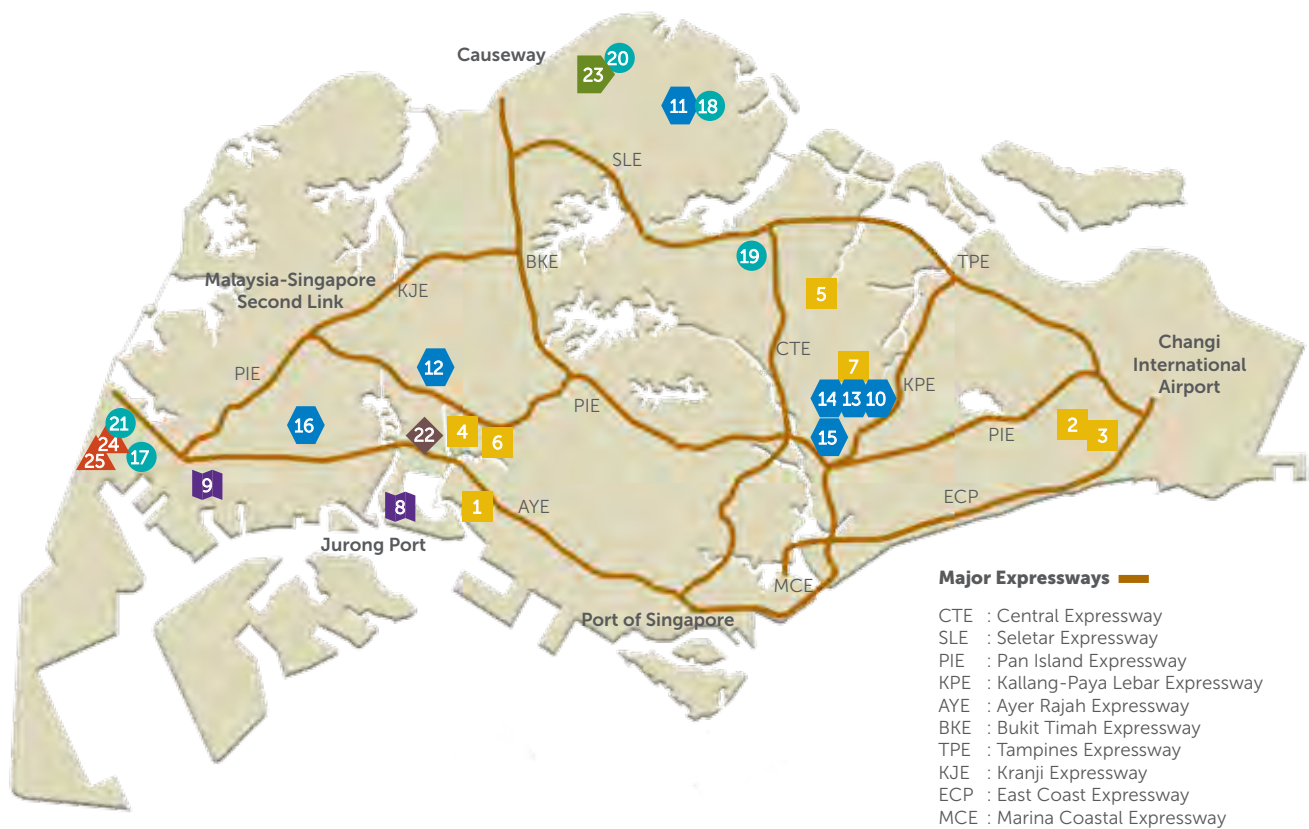 Causeway
20
23
11
18
SLE
19
BKE
TPE
Malaysia-Singapore
Second Link
KJE
5
CTE
Changi
International
Airport
7
12
PIE
KPE
14
13
10
PIE
16
21
24
25
17
22
4
6
15
PIE
2
3
9
8
1
AYE
ECP
Jurong Port
MCE
Port of Singapore
Major Expressways
CTE : Central Expressway
SLE : Seletar Expressway
PIE : Pan Island Expressway
KPE : Kallang-Paya Lebar Expressway
AYE : Ayer Rajah Expressway
BKE : Bukit Timah Expressway
TPE : Tampines Expressway
KJE : Kranji Expressway
ECP : East Coast Expressway
MCE : Marina Coastal Expressway